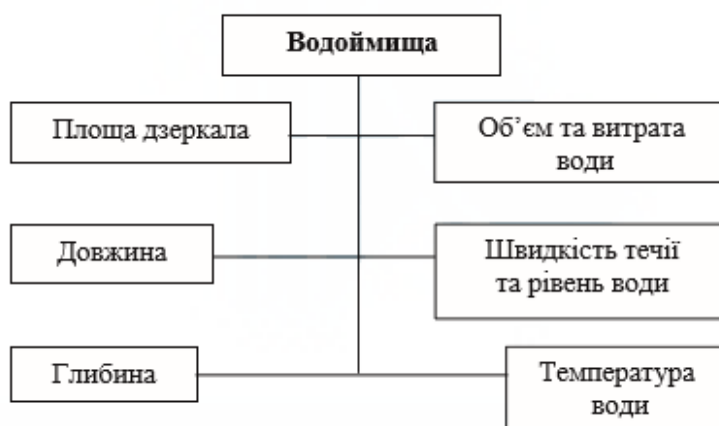 Водоймища
Площа дзеркала
Об’єм та витрата
води
Довжина
Швидкість течії
та рівень води
Глибина
Температура
води